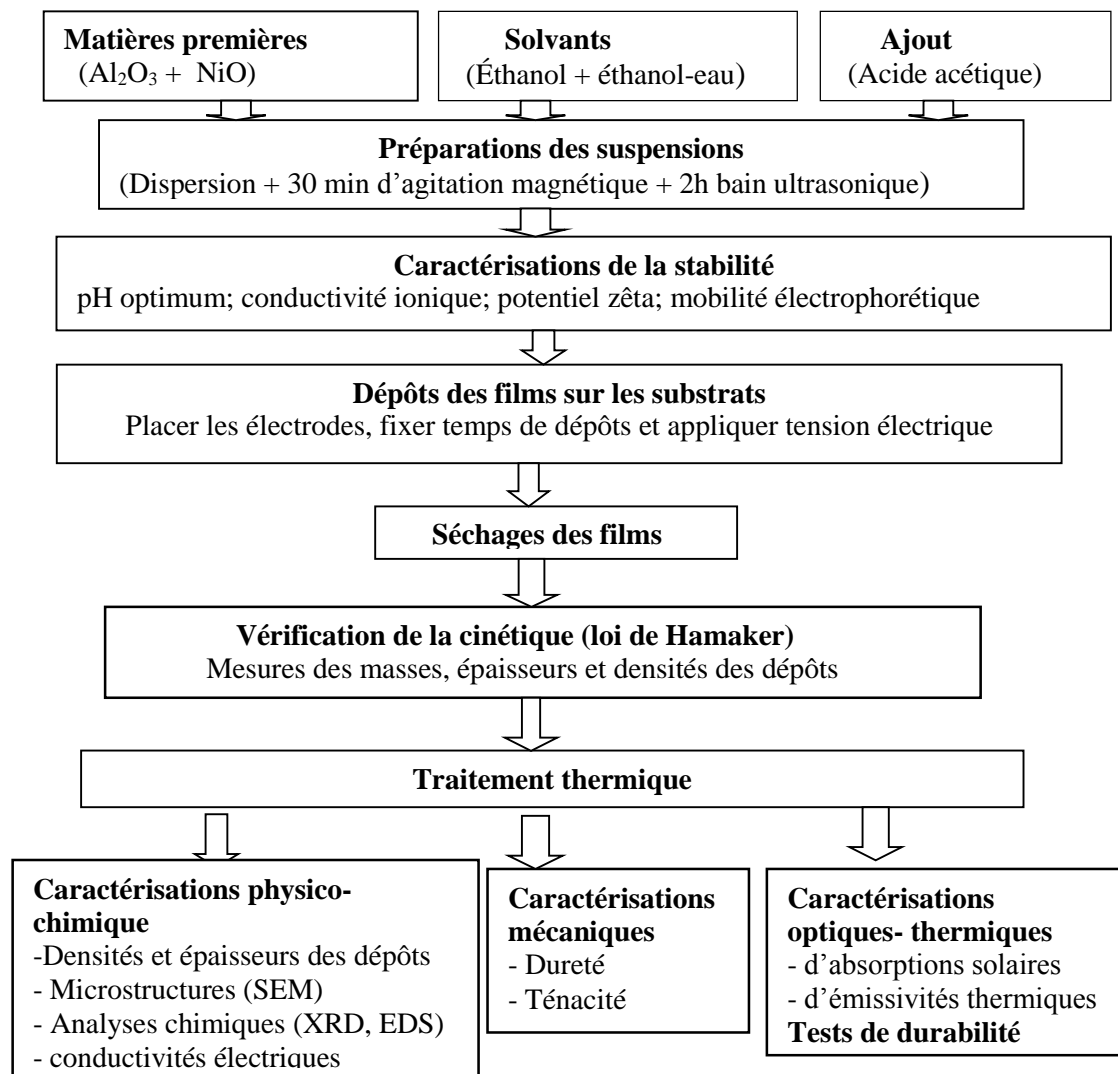 Matières premières
(Al₂O₃ + NiO)
Solvants
(Éthanol + éthanol-eau)
Ajout
(Acide acétique)
Préparations des suspensions
(Dispersion + 30 min d’agitation magnétique + 2h bain ultrasonique)
Caractérisations de la stabilité
pH optimum; conductivité ionique; potentiel zêta; mobilité électrophorétique
Dépôts des films sur les substrats
Placer les électrodes, fixer temps de dépôts et appliquer tension électrique
Séchages des films
Vérification de la cinétique (loi de Hamaker)
Mesures des masses, épaisseurs et densités des dépôts
Traitement thermique
Caractérisations physico-
chimique
-Densités et épaisseurs des dépôts
- Microstructures (SEM)
- Analyses chimiques (XRD, EDS)
- conductivités électriques
Caractérisations
mécaniques
- Dureté
- Ténacité
Caractérisations
optiques- thermiques
- d’absorptions solaires
- d’émissivités thermiques
Tests de durabilité